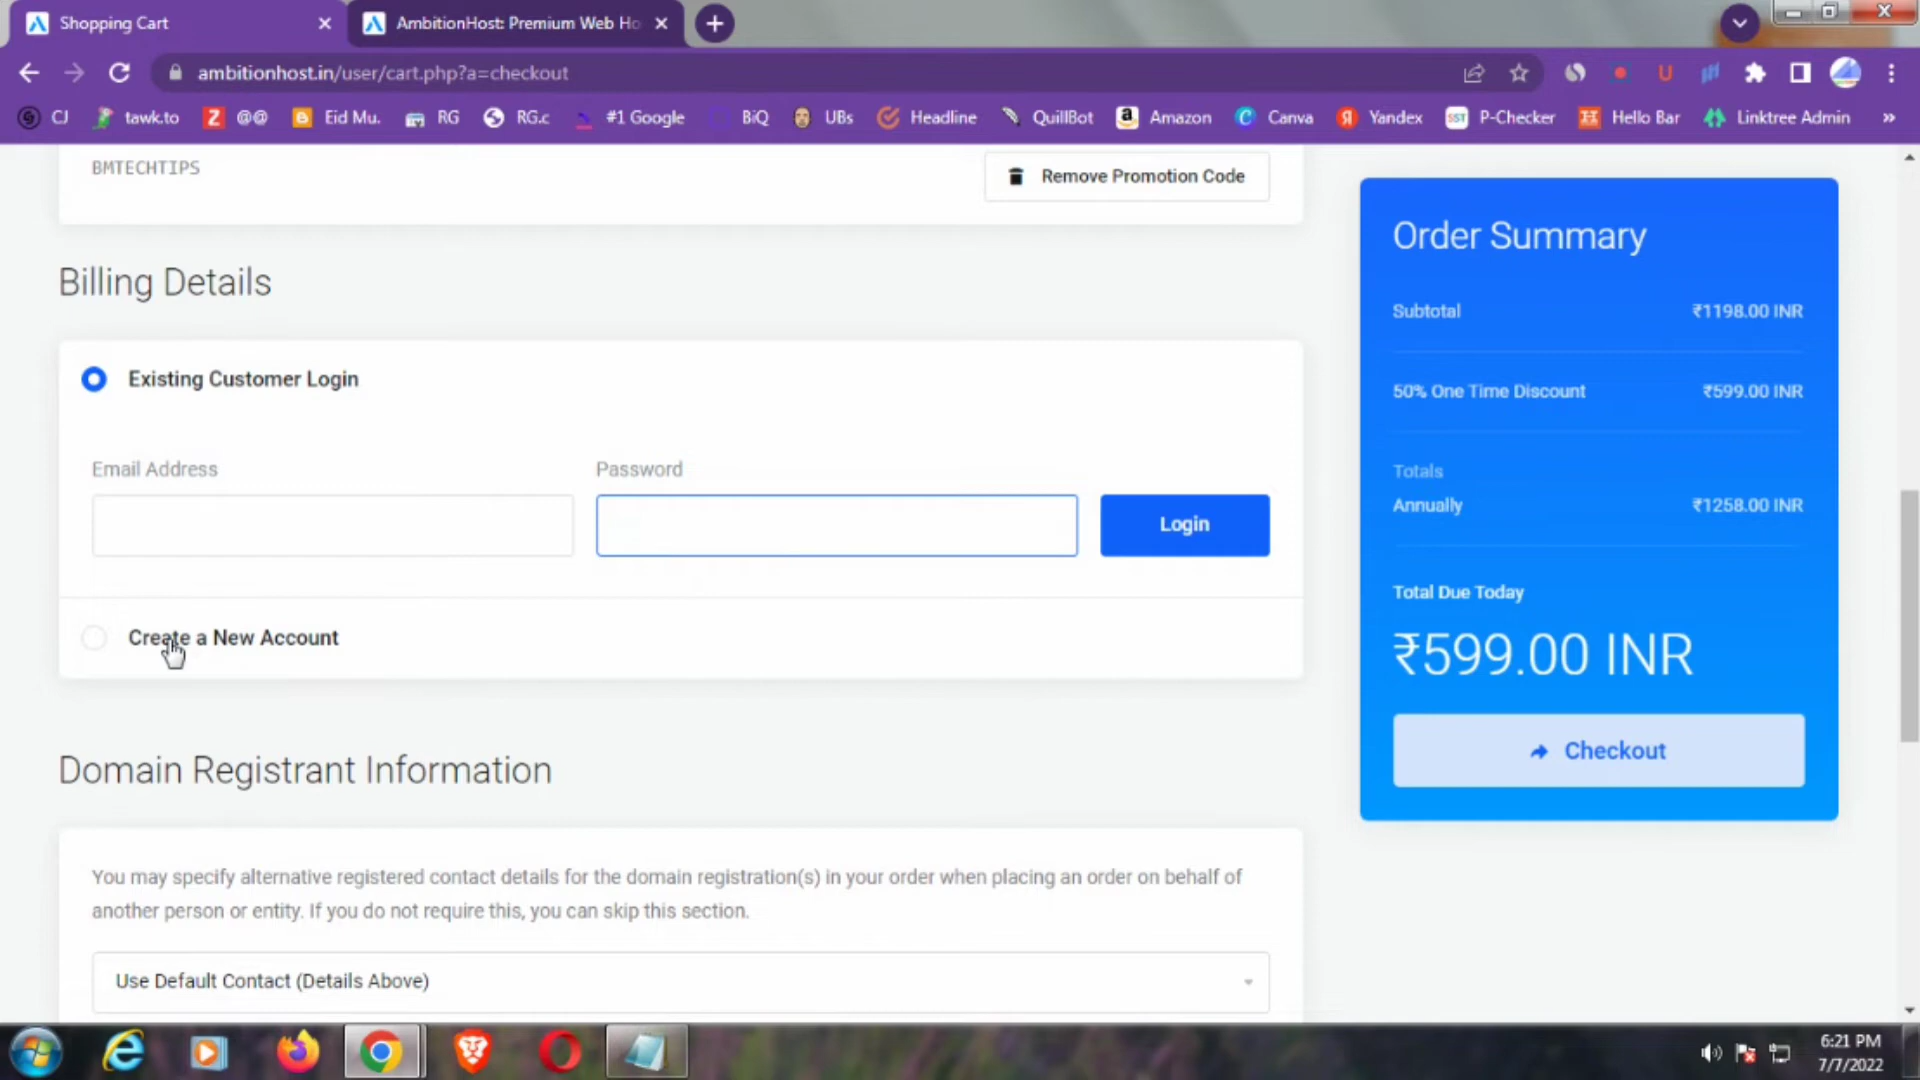 Shopping Cart
AmbitionHost: Premium Web Ho
ambitionhost.in/user/cart.php?a=checkout
CJ tawk.to @@ Eid Mu. RG RG.c #1 Google BiQ UBs Headline QuillBot Amazon Canva Yandex P-Checker Hello Bar Linktree Admin »
BMTECHTIPS
Remove Promotion Code
Billing Details
Existing Customer Login
Email Address
Password
Login
Create a New Account
Domain Registrant Information
You may specify alternative registered contact details for the domain registration(s) in your order when placing an order on behalf of
another person or entity. If you do not require this, you can skip this section.
Use Default Contact (Details Above)
Order Summary
Subtotal ₹1198.00 INR
50% One Time Discount ₹599.00 INR
Totals
Annually ₹1258.00 INR
Total Due Today
₹599.00 INR
Checkout
6:21 PM
7/7/2022